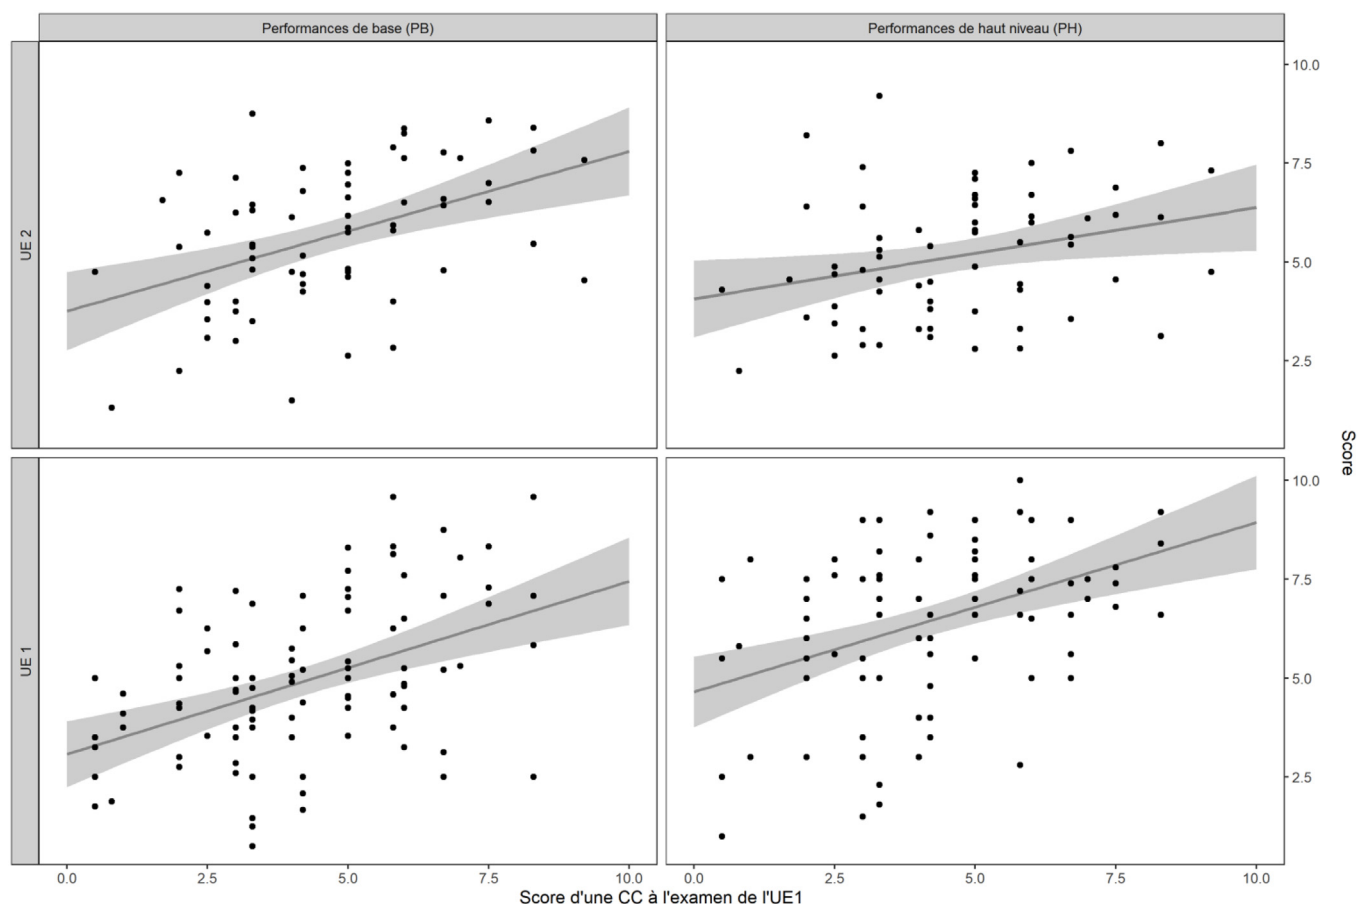 Performances de base (PB)
Performances de haut niveau (PH)
UE 2
10.0
7.5
5.0
2.5
Score
UE 1
10.0
7.5
5.0
2.5
0.0 2.5 5.0 7.5 10.0
0.0 2.5 5.0 7.5 10.0
Score d'une CC à l'examen de l'UE1